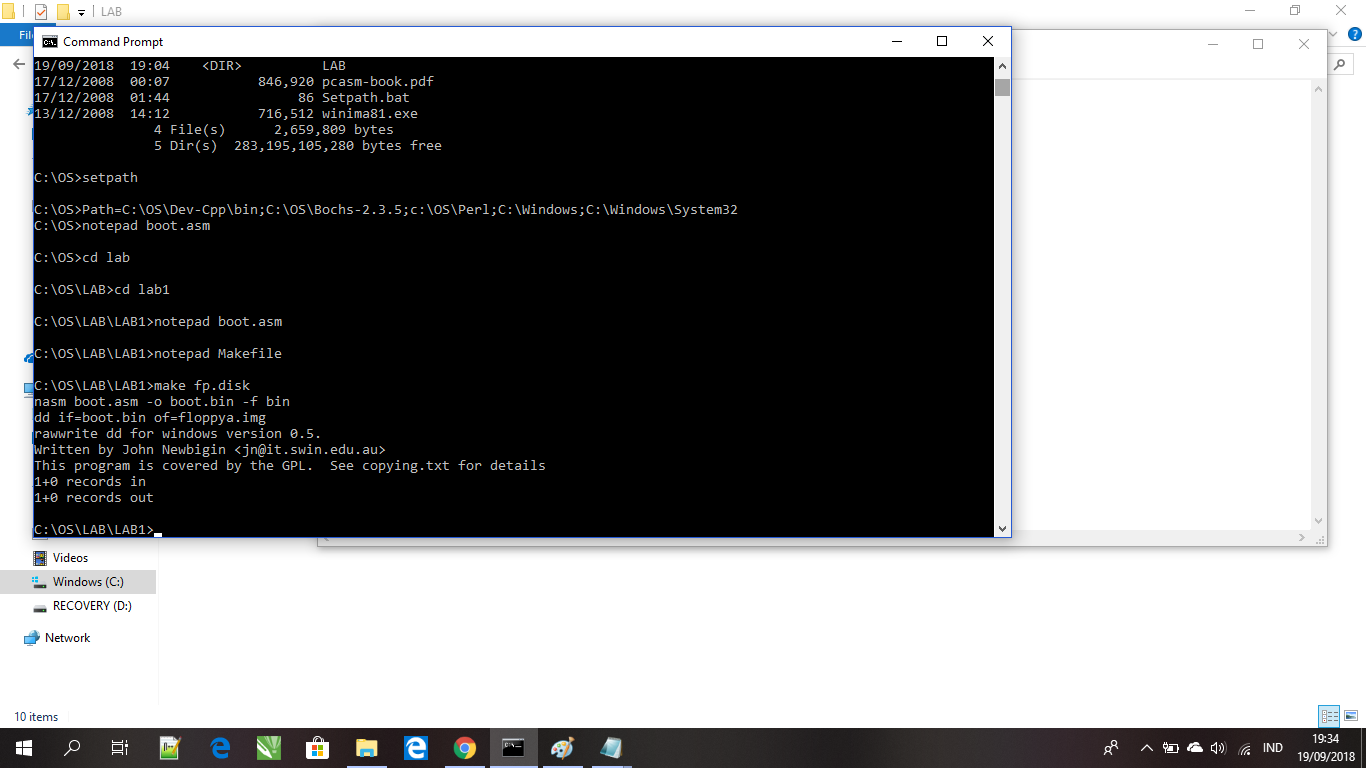 LAB
Fil
Command Prompt
19/09/2018  19:04    <DIR>          LAB
17/12/2008  00:07           846,920 pcasm-book.pdf
17/12/2008  01:44                86 Setpath.bat
13/12/2008  14:12           716,512 winima81.exe
               4 File(s)      2,659,809 bytes
               5 Dir(s)  283,195,105,280 bytes free
C:\OS>setpath
C:\OS>Path=C:\OS\Dev-Cpp\bin;C:\OS\Bochs-2.3.5;c:\OS\Perl;C:\Windows;C:\Windows\System32
C:\OS>notepad boot.asm
C:\OS>cd lab
C:\OS\LAB>cd lab1
C:\OS\LAB\LAB1>notepad boot.asm
C:\OS\LAB\LAB1>notepad Makefile
C:\OS\LAB\LAB1>make fp.disk
nasm boot.asm -o boot.bin -f bin
dd if=boot.bin of=floppya.img
rawwrite dd for windows version 0.5.
Written by John Newbigin <jn@it.swin.edu.au>
This program is covered by the GPL.  See copying.txt for details
1+0 records in
1+0 records out
C:\OS\LAB\LAB1>
Videos
Windows (C:)
RECOVERY (D:)
Network
10 items
IND
19:34
19/09/2018